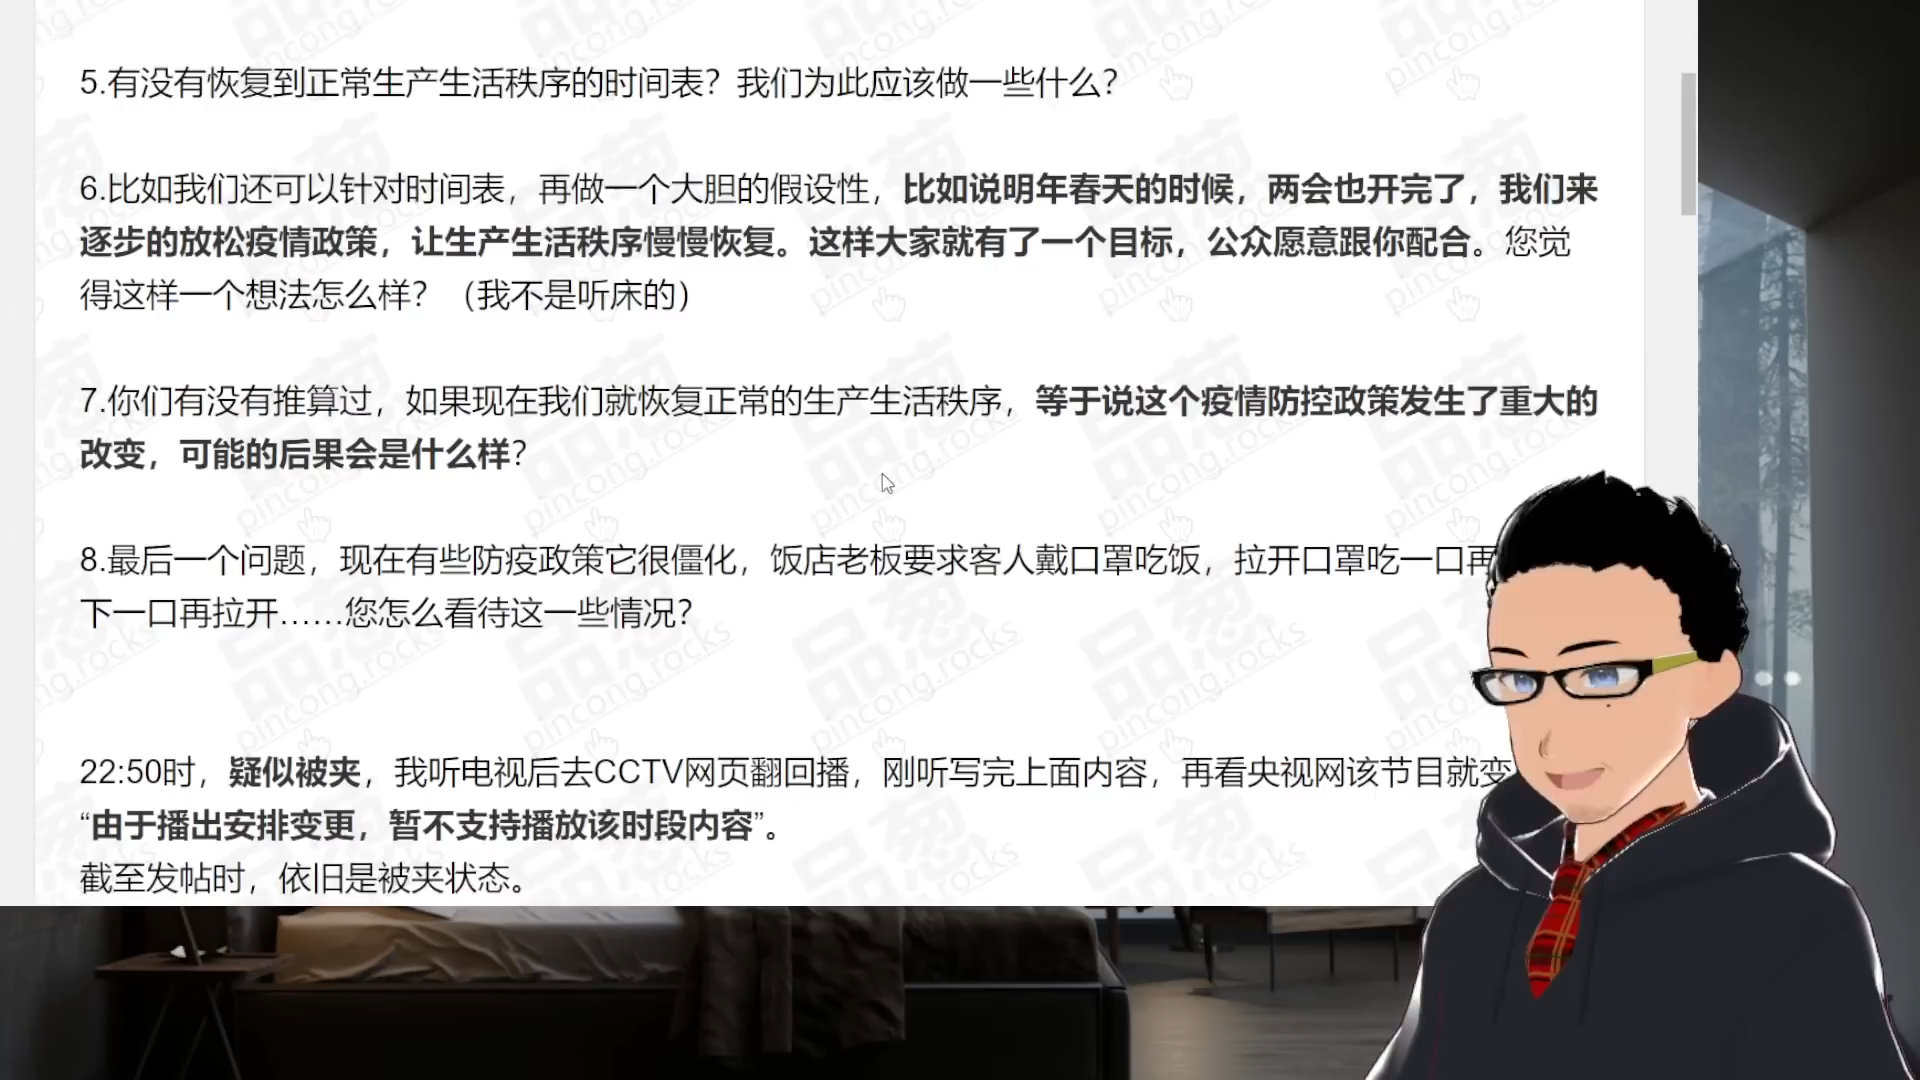 5.有没有恢复到正常生产生活秩序的时间表？我们为此应该做一些什么？
6.比如我们还可以针对时间表，再做一个大胆的假设性，比如说明年春天的时候，两会也开完了，我们来
逐步的放松疫情政策，让生产生活秩序慢慢恢复。这样大家就有了一个目标，公众愿意跟你配合。您觉
得这样一个想法怎么样？（我不是听床的）
7.你们有没有推算过，如果现在我们就恢复正常的生产生活秩序，等于说这个疫情防控政策发生了重大的
改变，可能的后果会是什么样？
8.最后一个问题，现在有些防疫政策它很僵化，饭店老板要求客人戴口罩吃饭，拉开口罩吃一口再
下一口再拉开……您怎么看待这一些情况？
22:50时，疑似被夹，我听电视后去CCTV网页翻回播，刚听写完上面内容，再看央视网该节目就变
“由于播出安排变更，暂不支持播放该时段内容”。
截至发帖时，依旧是被夹状态。
品葱
pincong.rocks